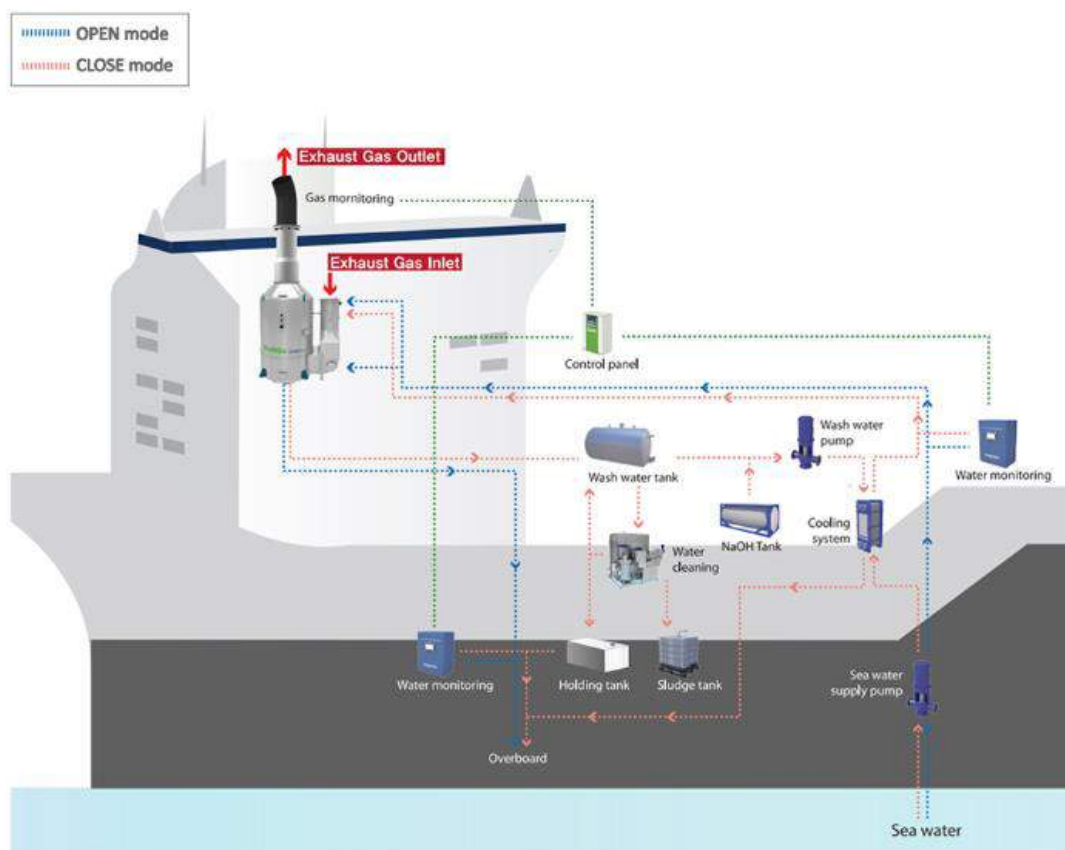 OPEN mode
CLOSE mode
Exhaust Gas Outlet
Gas mornitoring
Exhaust Gas Inlet
Control panel
Wash water
pump
Wash water tank
Water monitoring
NaOH Tank
Cooling
system
Water
cleaning
Water monitoring
Holding tank
Sludge tank
Sea water
supply pump
Overboard
Sea water